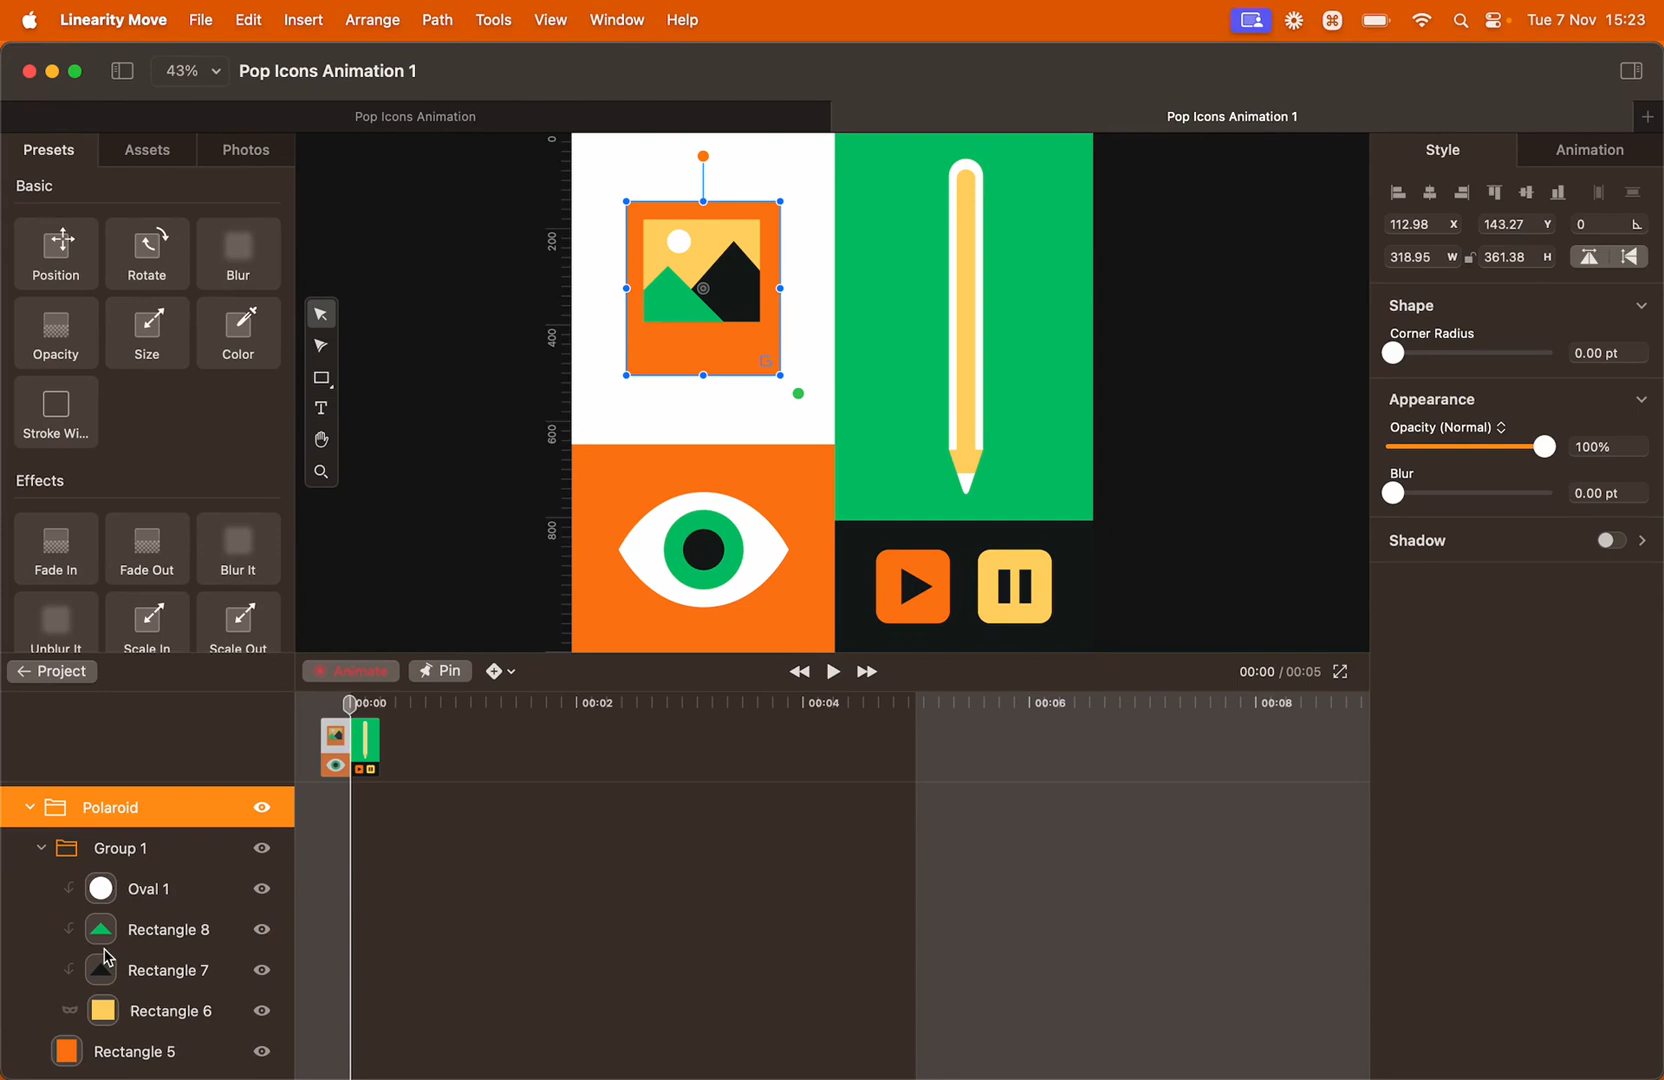 Linearity Move File Edit Insert Arrange Path Tools View Window Help Tue 7 Nov 15:23
43% Pop Icons Animation 1
Pop Icons Animation Pop Icons Animation 1
Presets Assets Photos
Basic
Position Rotate Blur
Opacity Size Color
Stroke Wi...
Effects
Fade In Fade Out Blur It
Unblur It Scale In Scale Out
0
200
400
600
800
Style Animation
112.98 X 143.27 Y 0
318.95 W 361.38 H
Shape
Corner Radius
0.00 pt
Appearance
Opacity (Normal)
100%
Blur
0.00 pt
Shadow
← Project Animate Pin 00:00 / 00:05
00:00 00:02 00:04 00:06 00:08
Polaroid
Group 1
Oval 1
Rectangle 8
Rectangle 7
Rectangle 6
Rectangle 5